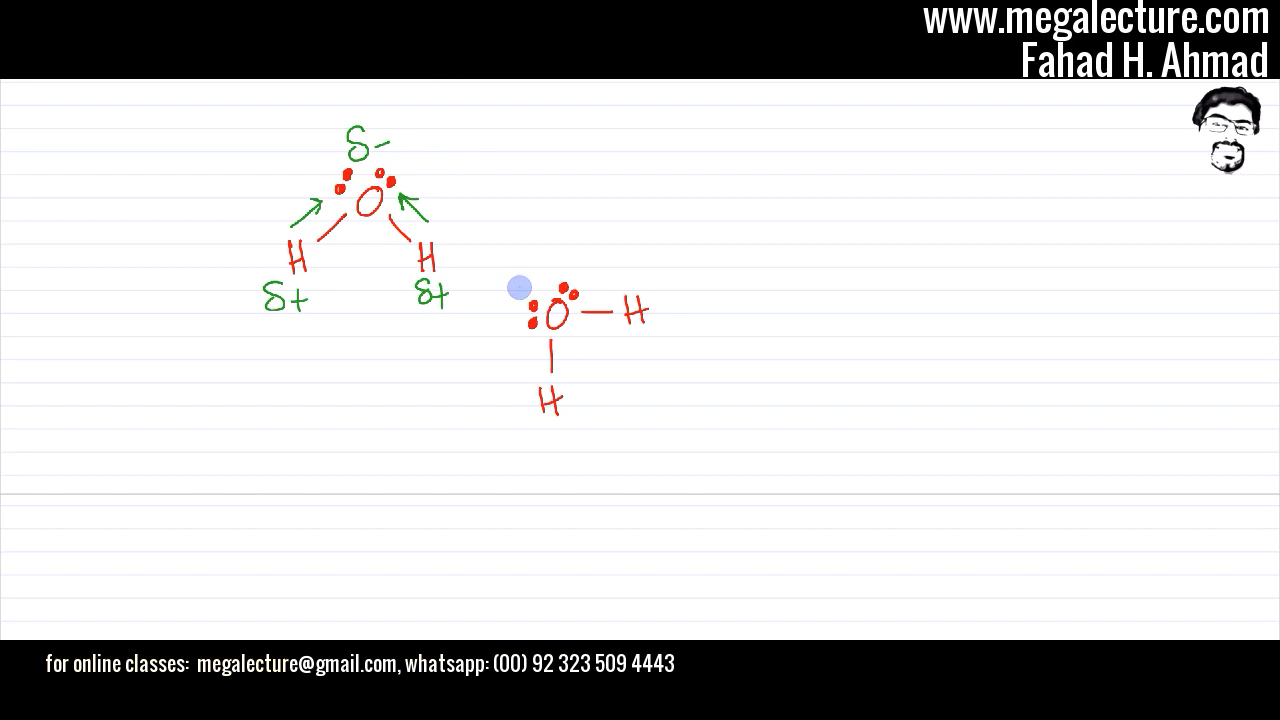 www.megalecture.com
Fahad H. Ahmad
δ-
O
H H
δ+ δ+
O — H
H
for online classes: megalecture@gmail.com, whatsapp: (00) 92 323 509 4443